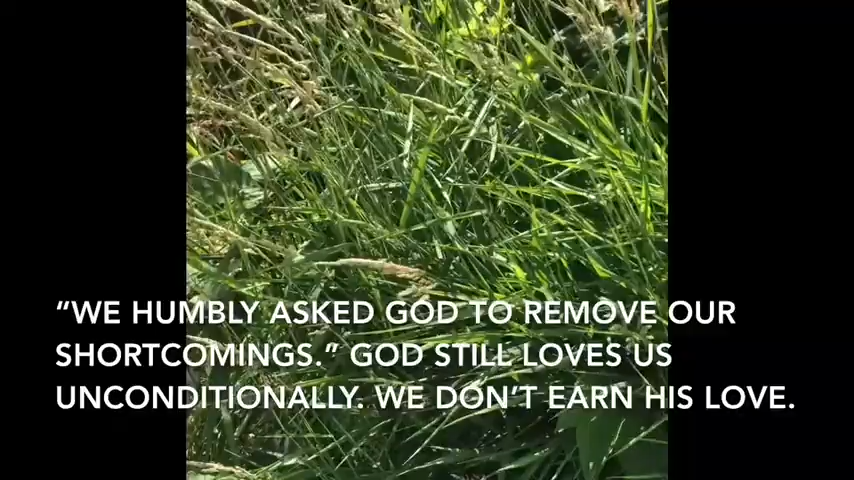 “WE HUMBLY ASKED GOD TO REMOVE OUR
SHORTCOMINGS.” GOD STILL LOVES US
UNCONDITIONALLY. WE DON’T EARN HIS LOVE.